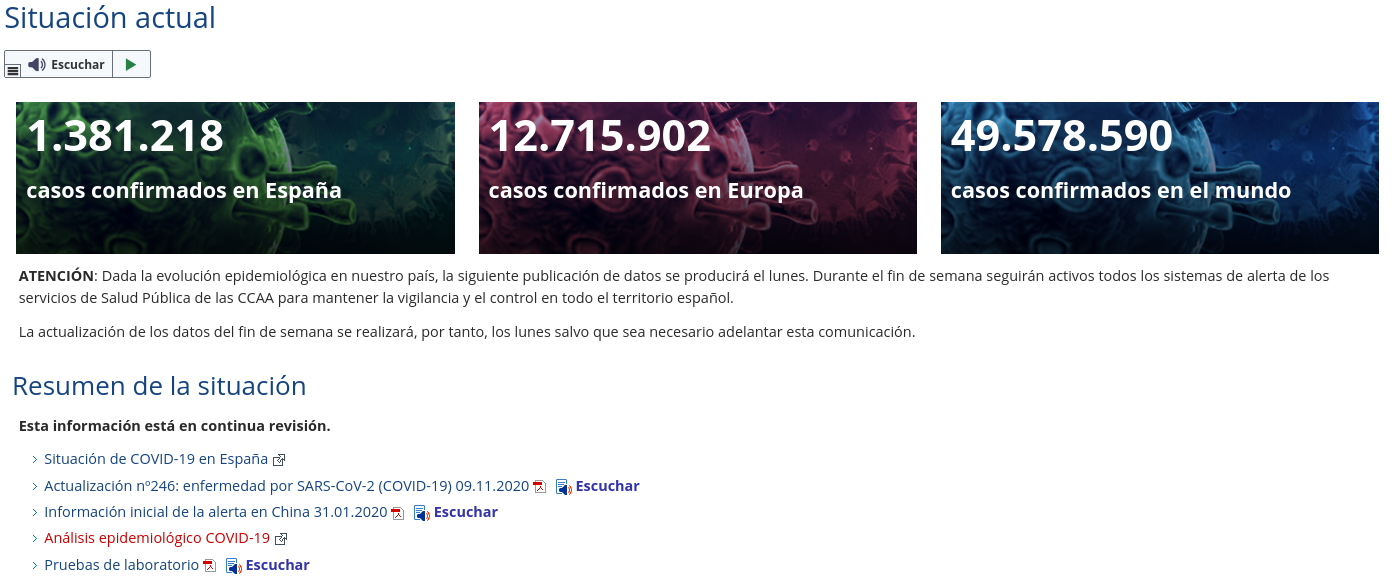 Situación actual
Escuchar
1.381.218
casos confirmados en España
12.715.902
casos confirmados en Europa
49.578.590
casos confirmados en el mundo
ATENCIÓN: Dada la evolución epidemiológica en nuestro país, la siguiente publicación de datos se producirá el lunes. Durante el fin de semana seguirán activos todos los sistemas de alerta de los
servicios de Salud Pública de las CCAA para mantener la vigilancia y el control en todo el territorio español.
La actualización de los datos del fin de semana se realizará, por tanto, los lunes salvo que sea necesario adelantar esta comunicación.
Resumen de la situación
Esta información está en continua revisión.
Situación de COVID-19 en España
Actualización nº246: enfermedad por SARS-CoV-2 (COVID-19) 09.11.2020 Escuchar
Información inicial de la alerta en China 31.01.2020 Escuchar
Análisis epidemiológico COVID-19
Pruebas de laboratorio Escuchar